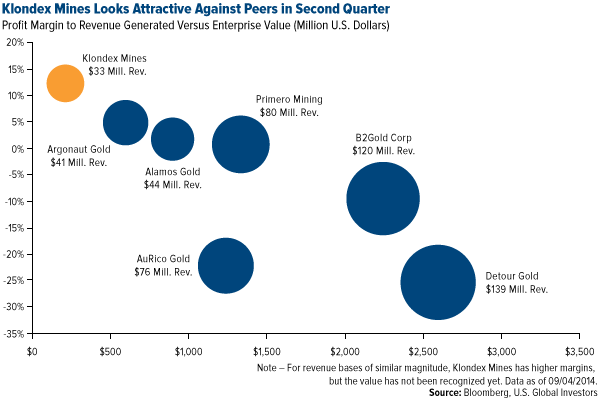 Klondex Mines Looks Attractive Against Peers in Second Quarter
Profit Margin to Revenue Generated Versus Enterprise Value (Million U.S. Dollars)
20%
15%
10%
5%
0%
-5%
-10%
-15%
-20%
-25%
-30%
-35%
Klondex Mines
$33 Mill. Rev.
Argonaut Gold
$41 Mill. Rev.
Alamos Gold
$44 Mill. Rev.
Primero Mining
$80 Mill. Rev.
B2Gold Corp
$120 Mill. Rev.
AuRico Gold
$76 Mill. Rev.
Detour Gold
$139 Mill. Rev.
$0 $500 $1,000 $1,500 $2,000 $2,500 $3,000 $3,500
Note – For revenue bases of similar magnitude, Klondex Mines has higher margins,
but the value has not been recognized yet. Data as of 09/04/2014.
Source: Bloomberg, U.S. Global Investors